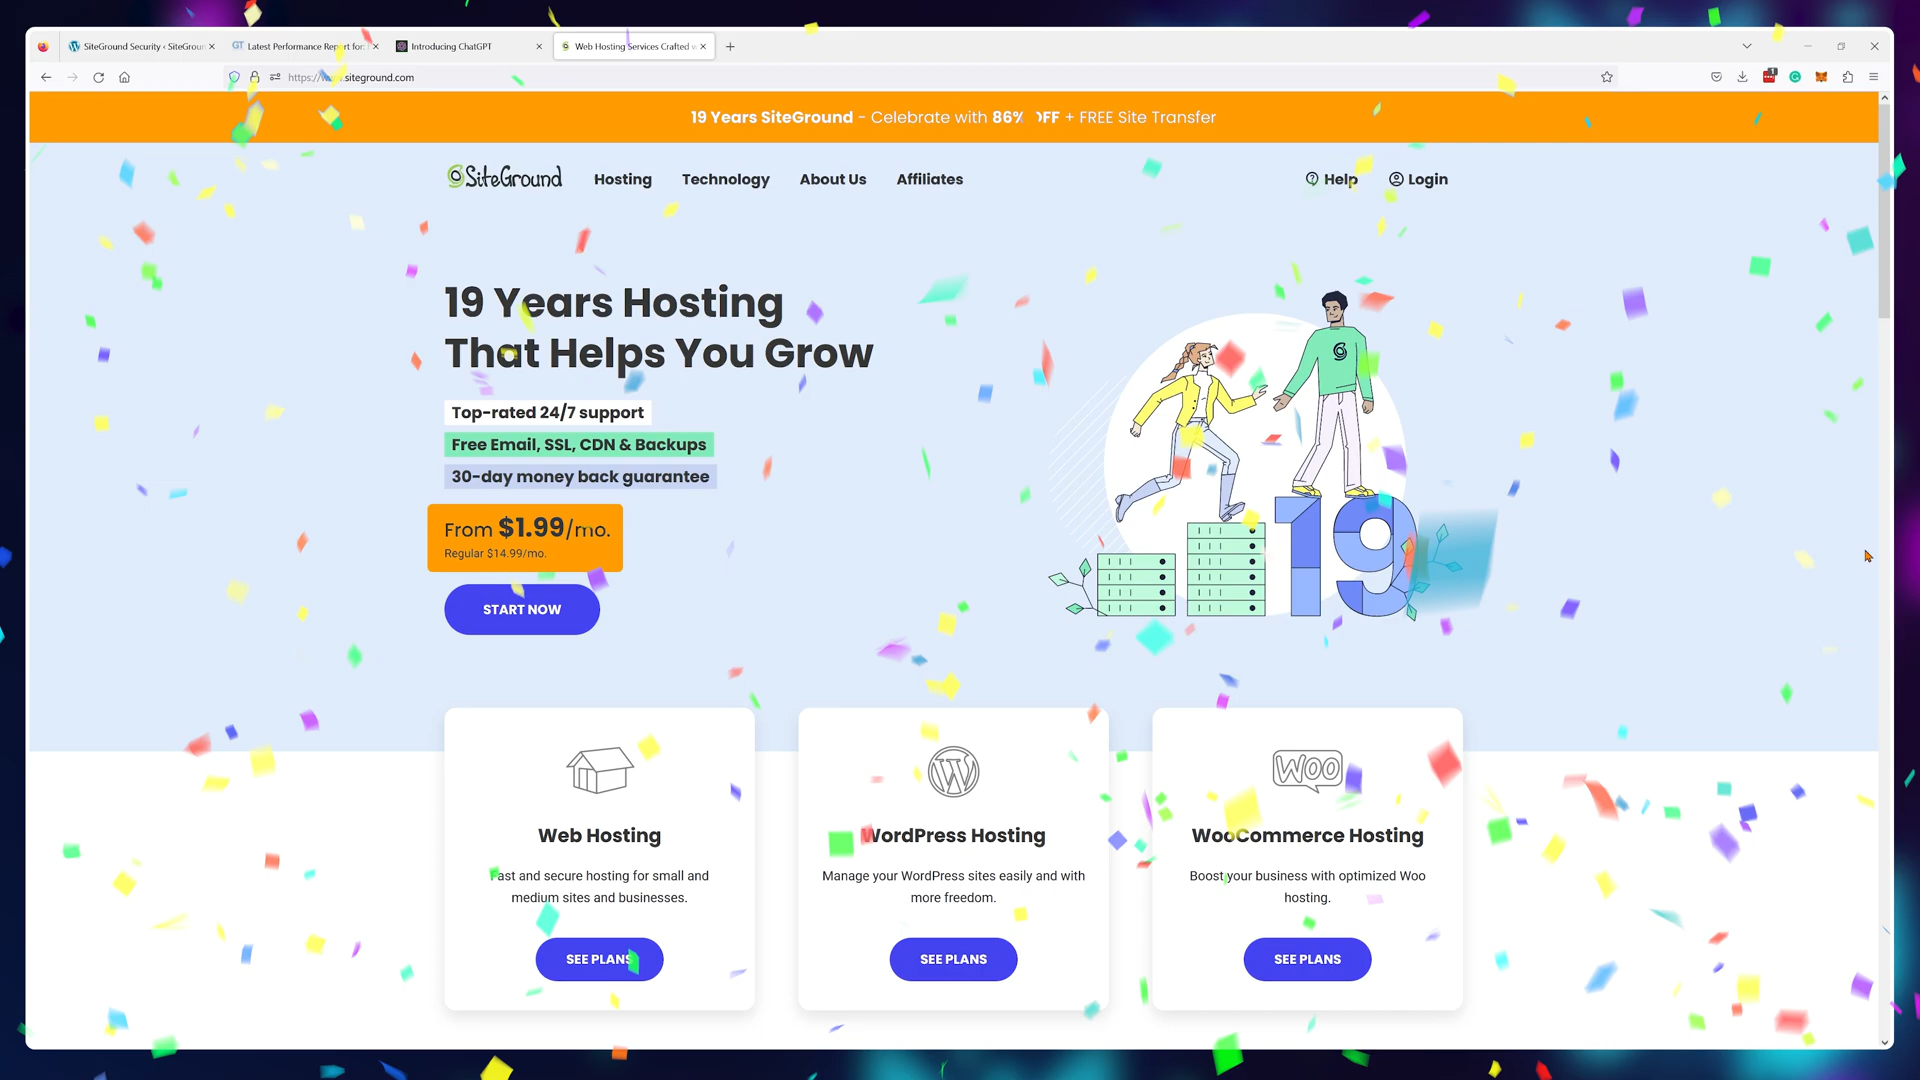 SiteGround Security ‹ SiteGroun
GT Latest Performance Report for:
Introducing ChatGPT
Web Hosting Services Crafted w
siteground.com
19 Years SiteGround - Celebrate with 86% OFF + FREE Site Transfer
SiteGround
Hosting
Technology
About Us
Affiliates
Help
Login
19 Years Hosting
That Helps You Grow
Top-rated 24/7 support
Free Email, SSL, CDN & Backups
30-day money back guarantee
From $1.99/mo.
Regular $14.99/mo.
START NOW
19
WOO
Web Hosting
WordPress Hosting
WooCommerce Hosting
Fast and secure hosting for small and
medium sites and businesses.
Manage your WordPress sites easily and with
more freedom.
Boost your business with optimized Woo
hosting.
SEE PLANS
SEE PLANS
SEE PLANS